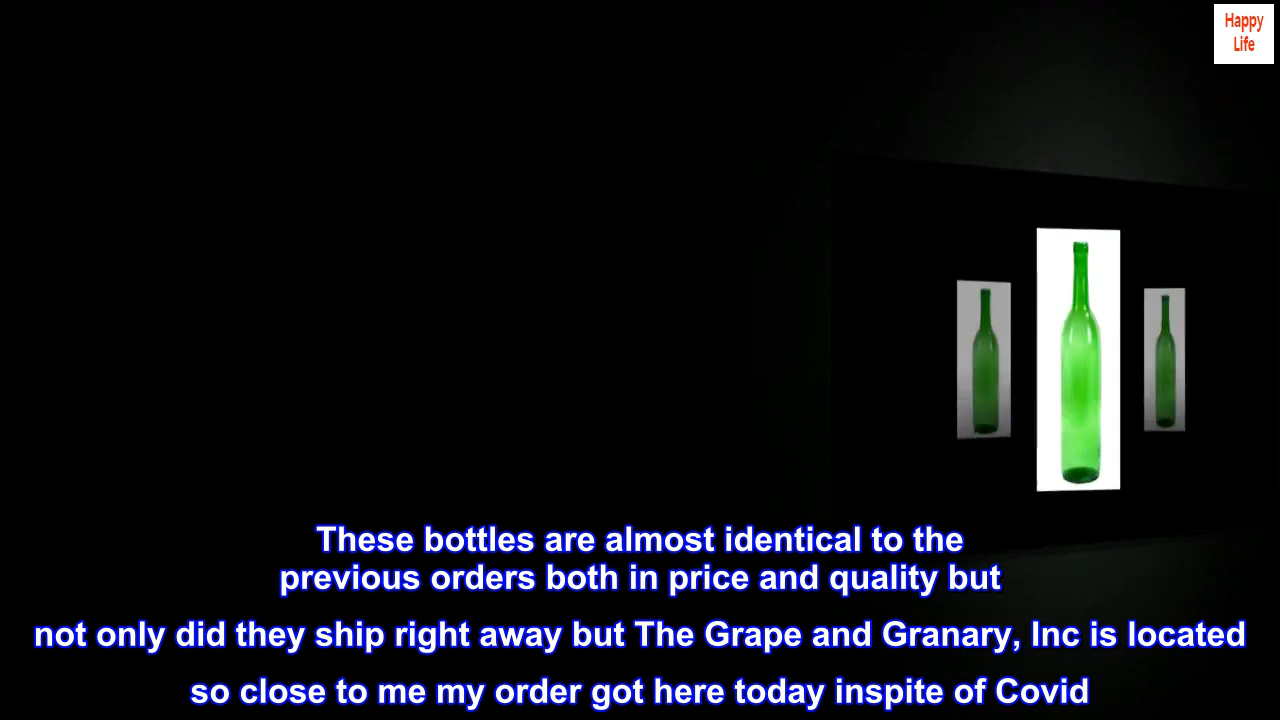 Happy
Life
These bottles are almost identical to the
previous orders both in price and quality but
not only did they ship right away but The Grape and Granary, Inc is located
so close to me my order got here today inspite of Covid